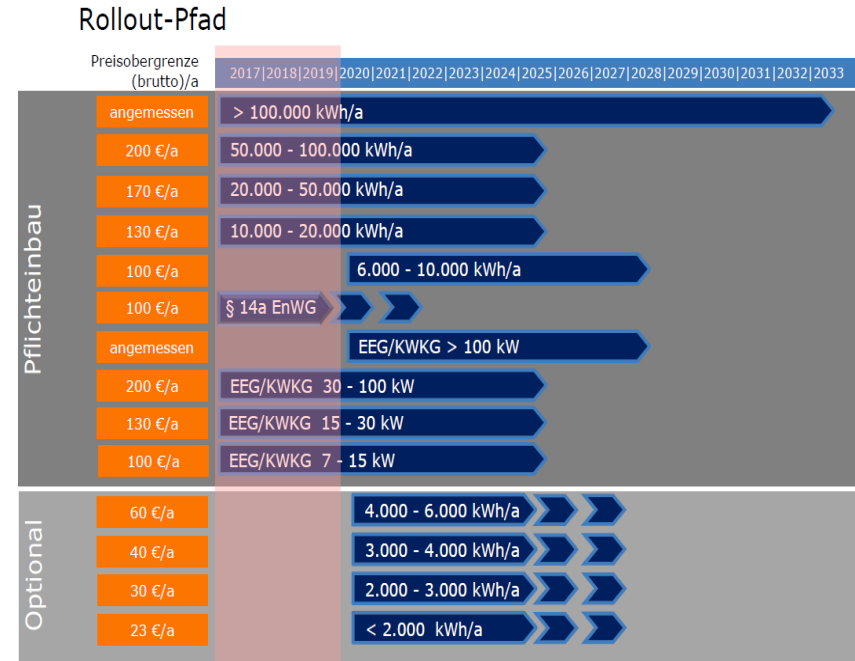 Rollout-Pfad
Preisobergrenze
(brutto)/a
2017|2018|2019|2020|2021|2022|2023|2024|2025|2026|2027|2028|2029|2030|2031|2032|2033
Pflichteinbau
angemessen > 100.000 kWh/a
200 €/a 50.000 - 100.000 kWh/a
170 €/a 20.000 - 50.000 kWh/a
130 €/a 10.000 - 20.000 kWh/a
100 €/a 6.000 - 10.000 kWh/a
100 €/a § 14a EnWG
angemessen EEG/KWKG > 100 kW
200 €/a EEG/KWKG 30 - 100 kW
130 €/a EEG/KWKG 15 - 30 kW
100 €/a EEG/KWKG 7 - 15 kW
Optional
60 €/a 4.000 - 6.000 kWh/a
40 €/a 3.000 - 4.000 kWh/a
30 €/a 2.000 - 3.000 kWh/a
23 €/a < 2.000 kWh/a